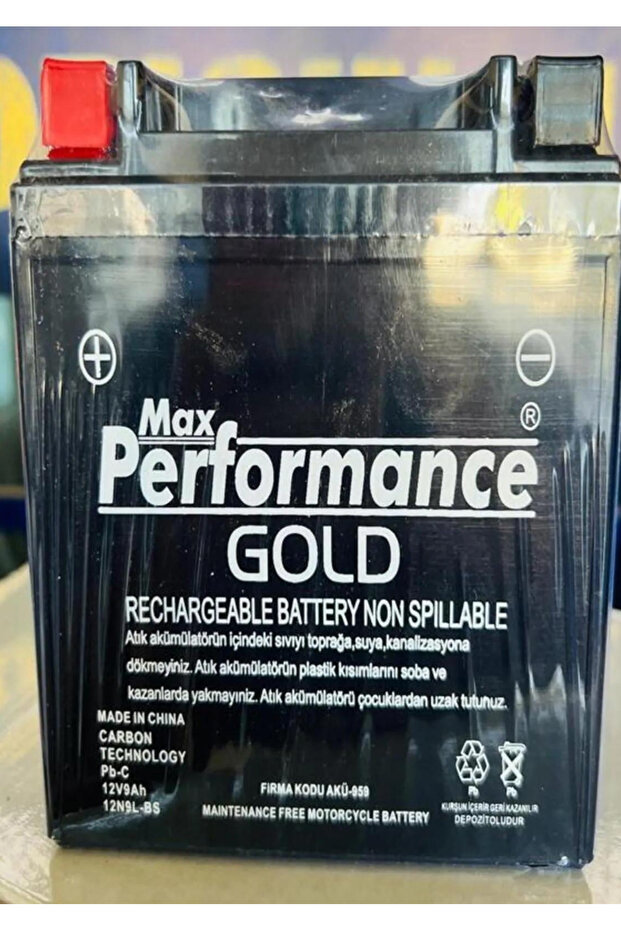 + −
Max
Performance ®
GOLD
RECHARGEABLE BATTERY NON SPILLABLE
Atık akümülatörün içindeki sıvıyı toprağa,suya,kanalizasyona
dökmeyiniz. Atık akümülatörün plastik kısımlarını soba ve
kazanlarda yakmayınız. Atık akümülatörü çocuklardan uzak tutunuz.
MADE IN CHINA
CARBON
TECHNOLOGY
Pb-C
12V9Ah
12N9L-BS
FiRMA KODU AKÜ-959
MAINTENANCE FREE MOTORCYCLE BATTERY
Pb Pb
KURŞUN İÇERİR GERİ KAZANILIR
DEPOZİTOLUDUR